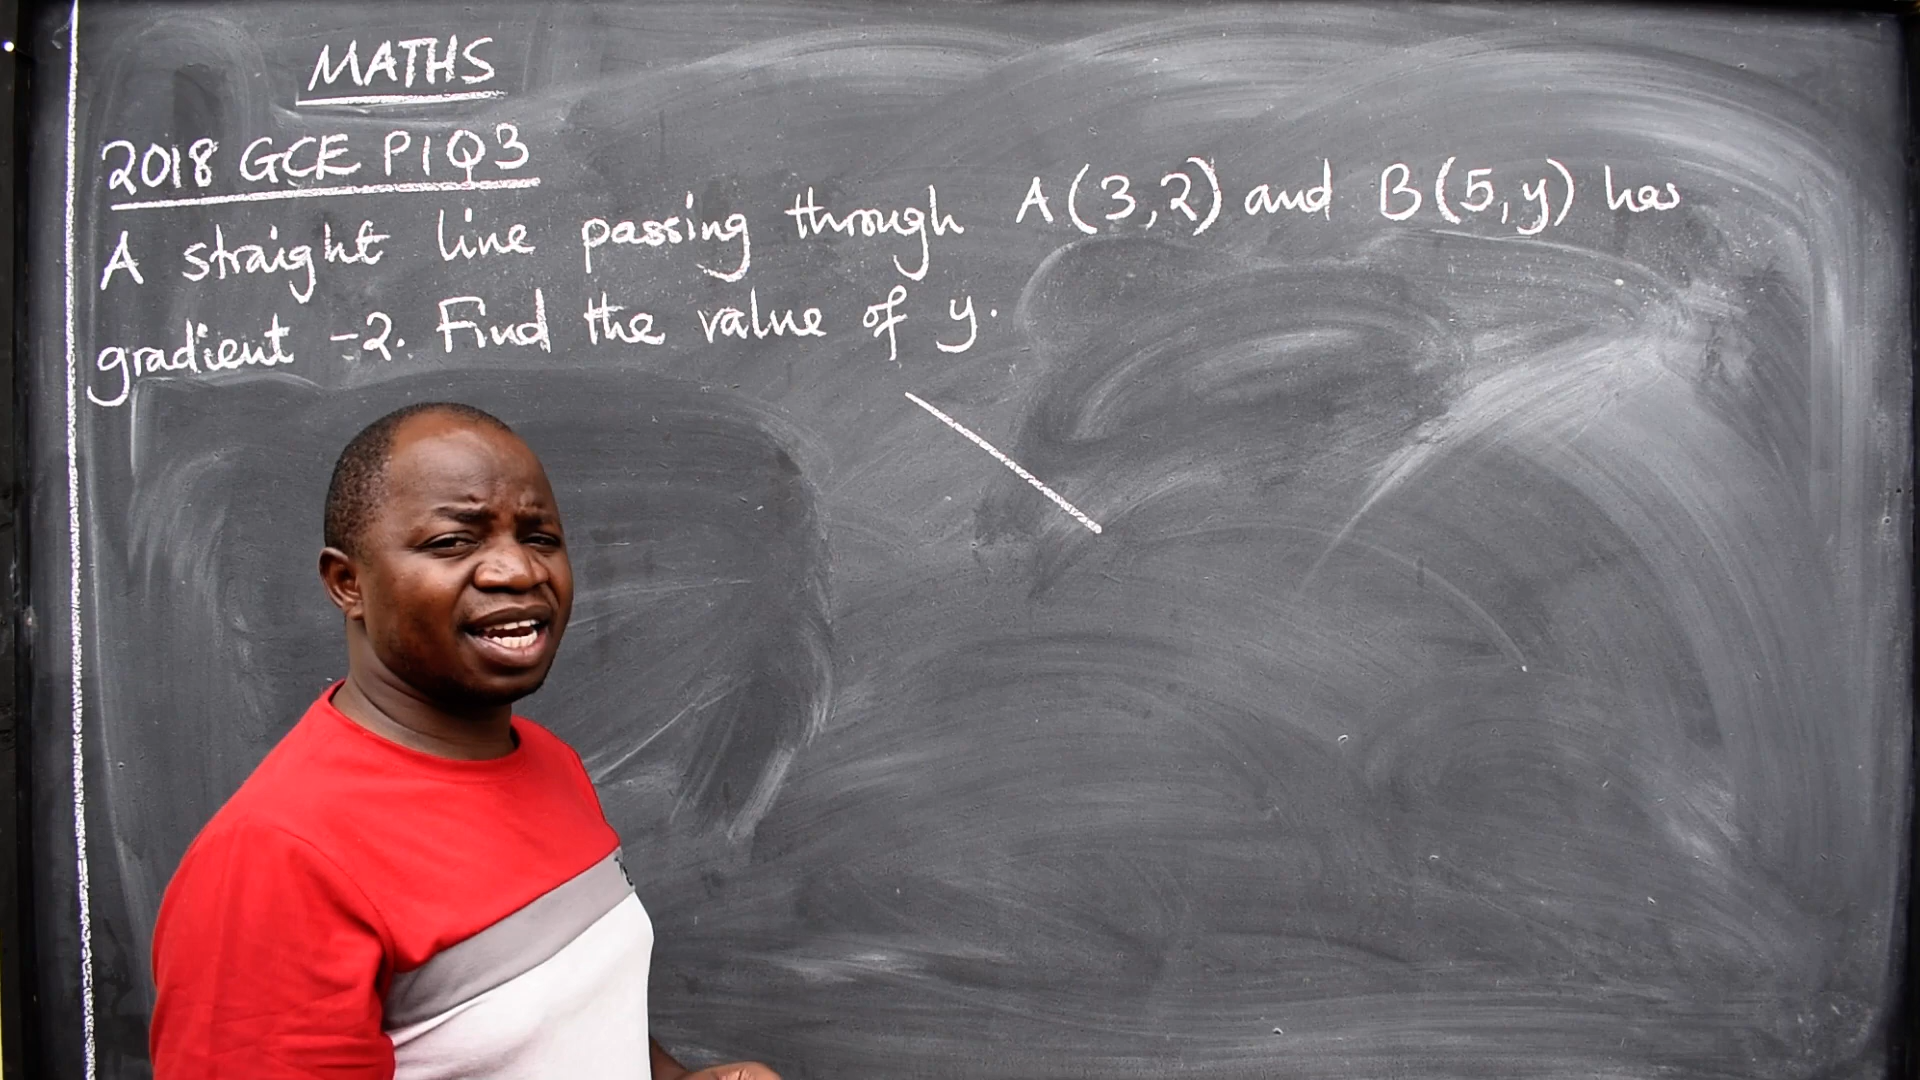 MATHS
2018 GCE P1Q3
A straight line passing through A(3,2) and B(5,y) has
gradient -2. Find the value of y.